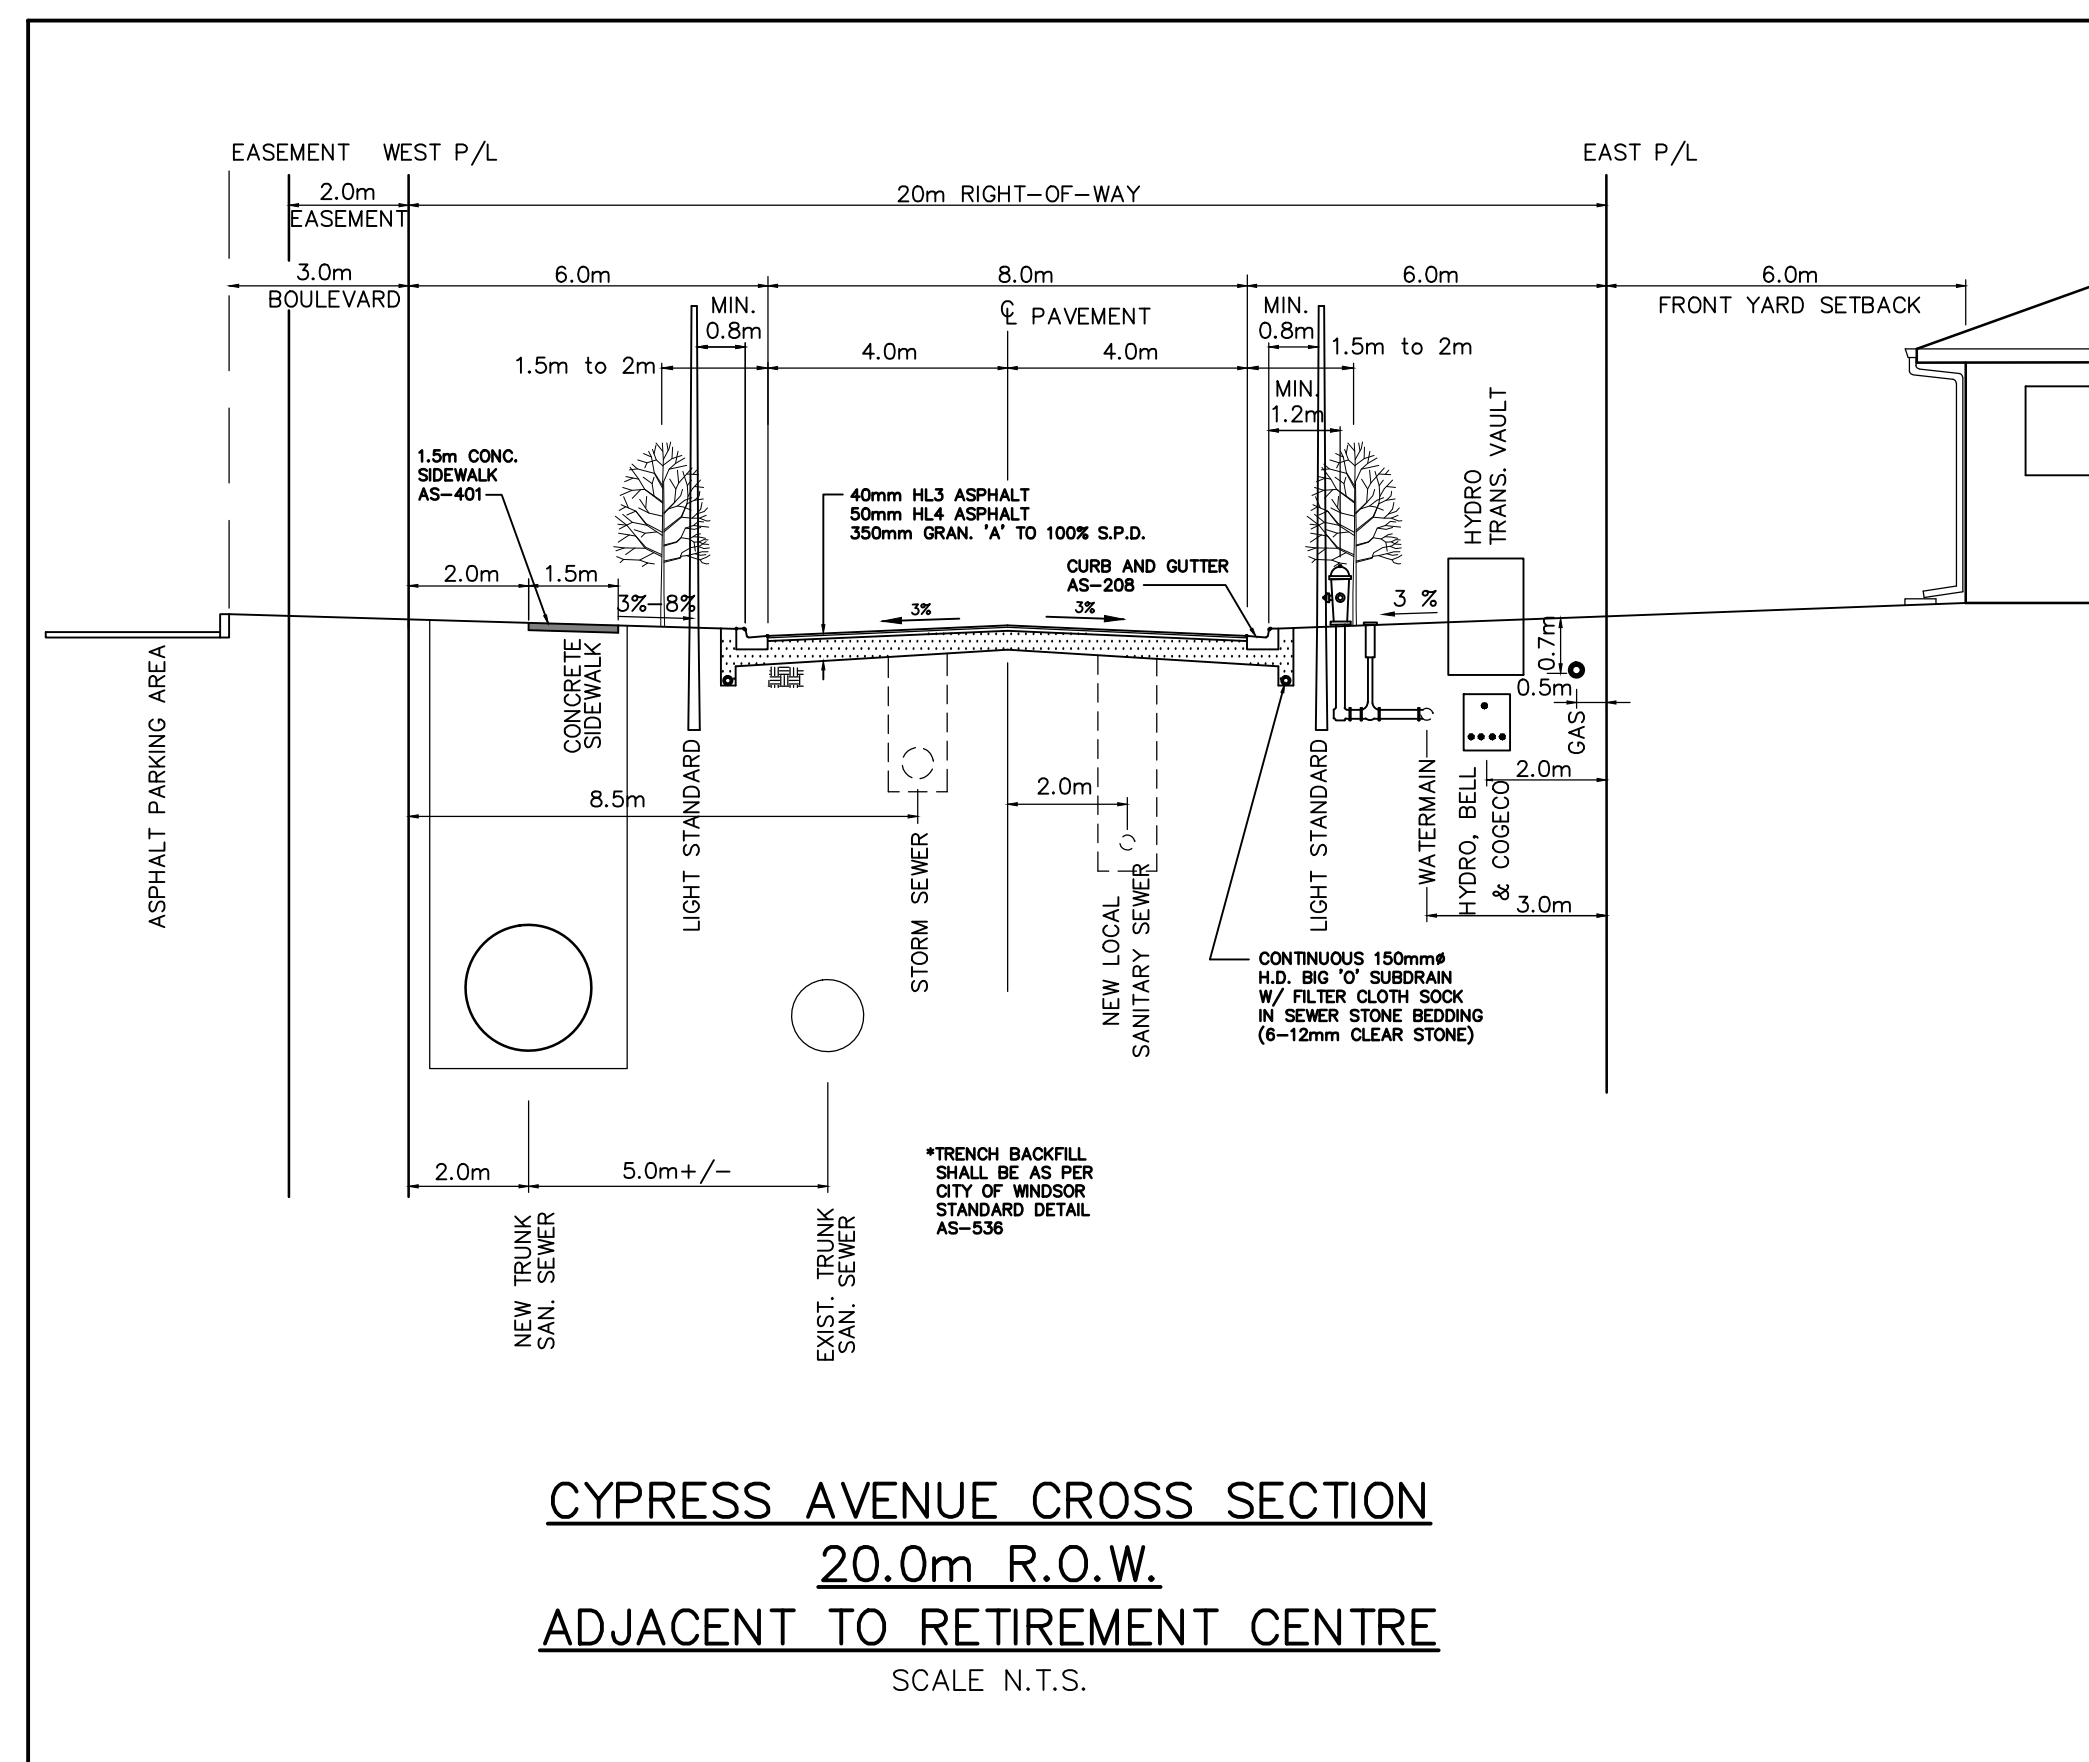 EASEMENT
WEST P/L
EAST P/L
2.0m
EASEMENT
20m RIGHT-OF-WAY
3.0m
BOULEVARD
6.0m
8.0m
6.0m
6.0m
FRONT YARD SETBACK
MIN.
0.8m
℄ PAVEMENT
MIN.
0.8m
1.5m to 2m
4.0m
4.0m
1.5m to 2m
MIN.
1.2m
HYDRO
TRANS. VAULT
1.5m CONC.
SIDEWALK
AS-401
40mm HL3 ASPHALT
50mm HL4 ASPHALT
350mm GRAN. 'A' TO 100% S.P.D.
CURB AND GUTTER
AS-208
2.0m
1.5m
3%-8%
3%
3%
3 %
0.7m
0.5m
GAS
ASPHALT PARKING AREA
CONCRETE
SIDEWALK
LIGHT STANDARD
8.5m
STORM SEWER
2.0m
NEW LOCAL
SANITARY SEWER
LIGHT STANDARD
WATERMAIN
HYDRO, BELL
& COGECO
2.0m
3.0m
CONTINUOUS 150mmø
H.D. BIG 'O' SUBDRAIN
W/ FILTER CLOTH SOCK
IN SEWER STONE BEDDING
(6-12mm CLEAR STONE)
2.0m
5.0m+/-
NEW TRUNK
SAN. SEWER
EXIST. TRUNK
SAN. SEWER
*TRENCH BACKFILL
SHALL BE AS PER
CITY OF WINDSOR
STANDARD DETAIL
AS-536
CYPRESS AVENUE CROSS SECTION
20.0m R.O.W.
ADJACENT TO RETIREMENT CENTRE
SCALE N.T.S.